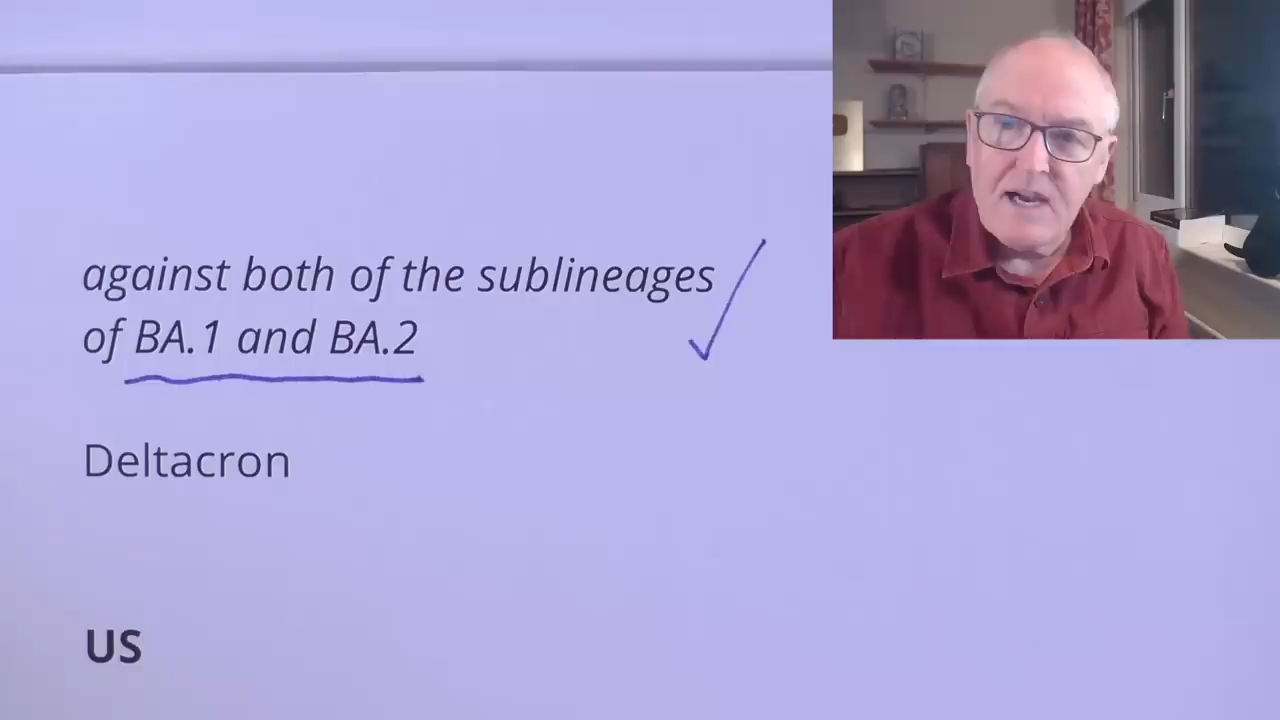 against both of the sublineages
of BA.1 and BA.2
Deltacron
US